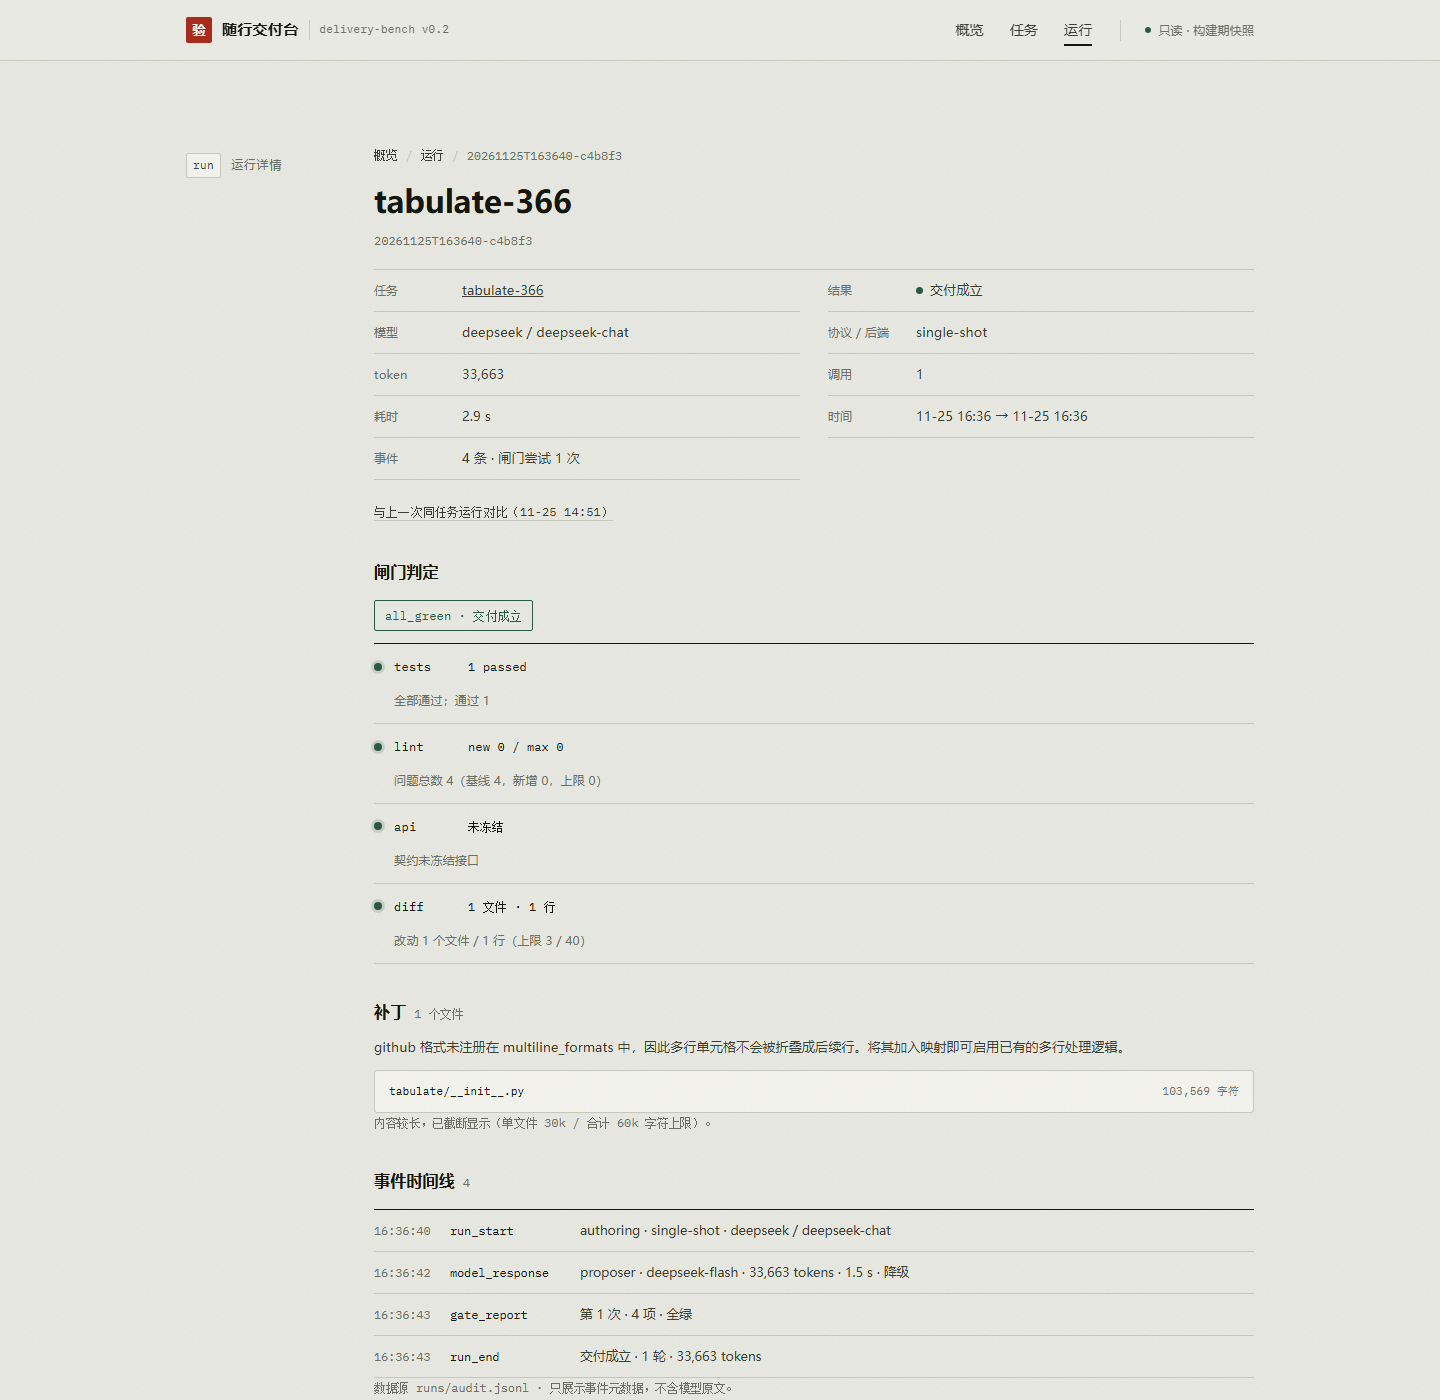 验 随行交付台 delivery-bench v0.2 概览 任务 运行 只读 · 构建期快照
run 运行详情
概览 / 运行 / 20261125T163640-c4b8f3
tabulate-366
20261125T163640-c4b8f3
任务 tabulate-366 结果 交付成立
模型 deepseek / deepseek-chat 协议 / 后端 single-shot
token 33,663 调用 1
耗时 2.9 s 时间 11-25 16:36 → 11-25 16:36
事件 4 条 · 闸门尝试 1 次
与上一次同任务运行对比（11-25 14:51）
闸门判定
all_green · 交付成立
tests 1 passed
全部通过；通过 1
lint new 0 / max 0
问题总数 4（基线 4，新增 0，上限 0）
api 未冻结
契约未冻结接口
diff 1 文件 · 1 行
改动 1 个文件 / 1 行（上限 3 / 40）
补丁 1 个文件
github 格式未注册在 multiline_formats 中，因此多行单元格不会被折叠成后续行。将其加入映射即可启用已有的多行处理逻辑。
tabulate/__init__.py 103,569 字符
内容较长，已截断显示（单文件 30k / 合计 60k 字符上限）。
事件时间线 4
16:36:40 run_start authoring · single-shot · deepseek / deepseek-chat
16:36:42 model_response proposer · deepseek-flash · 33,663 tokens · 1.5 s · 降级
16:36:43 gate_report 第 1 次 · 4 项 · 全绿
16:36:43 run_end 交付成立 · 1 轮 · 33,663 tokens
数据源 runs/audit.jsonl · 只展示事件元数据，不含模型原文。